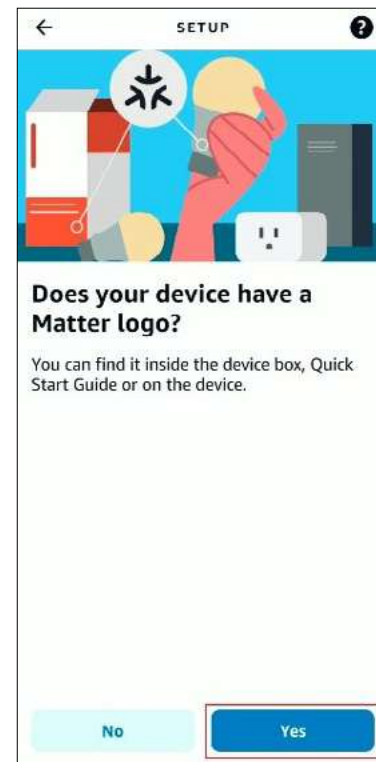 SETUP
?
Does your device have a
Matter logo?
You can find it inside the device box, Quick
Start Guide or on the device.
No
Yes